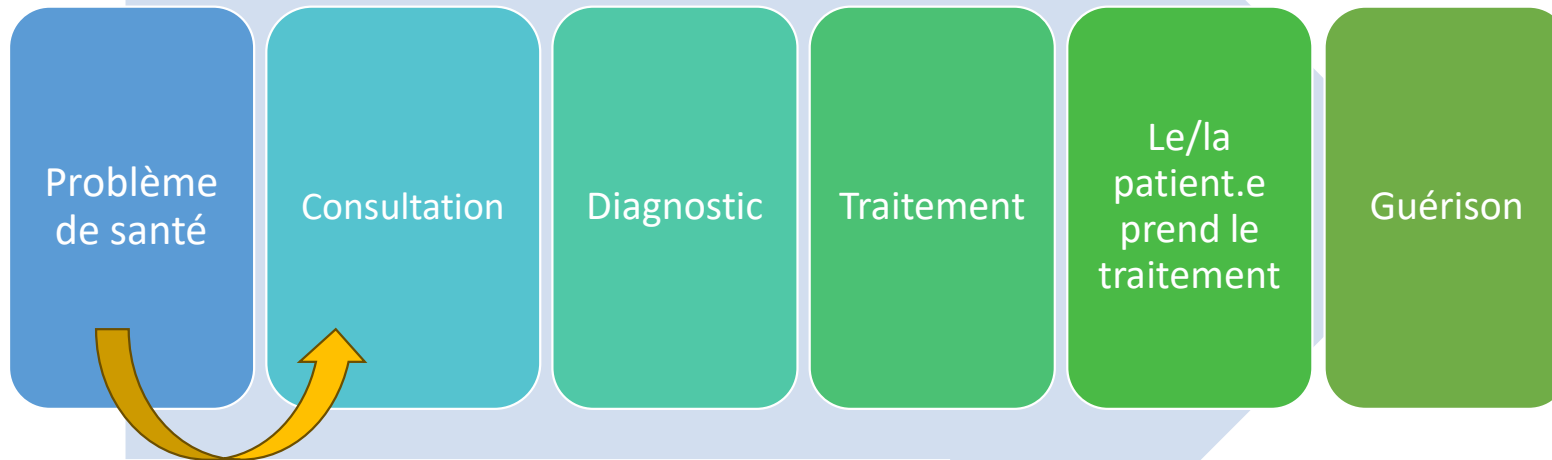 Problème
de santé
Consultation
Diagnostic
Traitement
Le/la
patient.e
prend le
traitement
Guérison